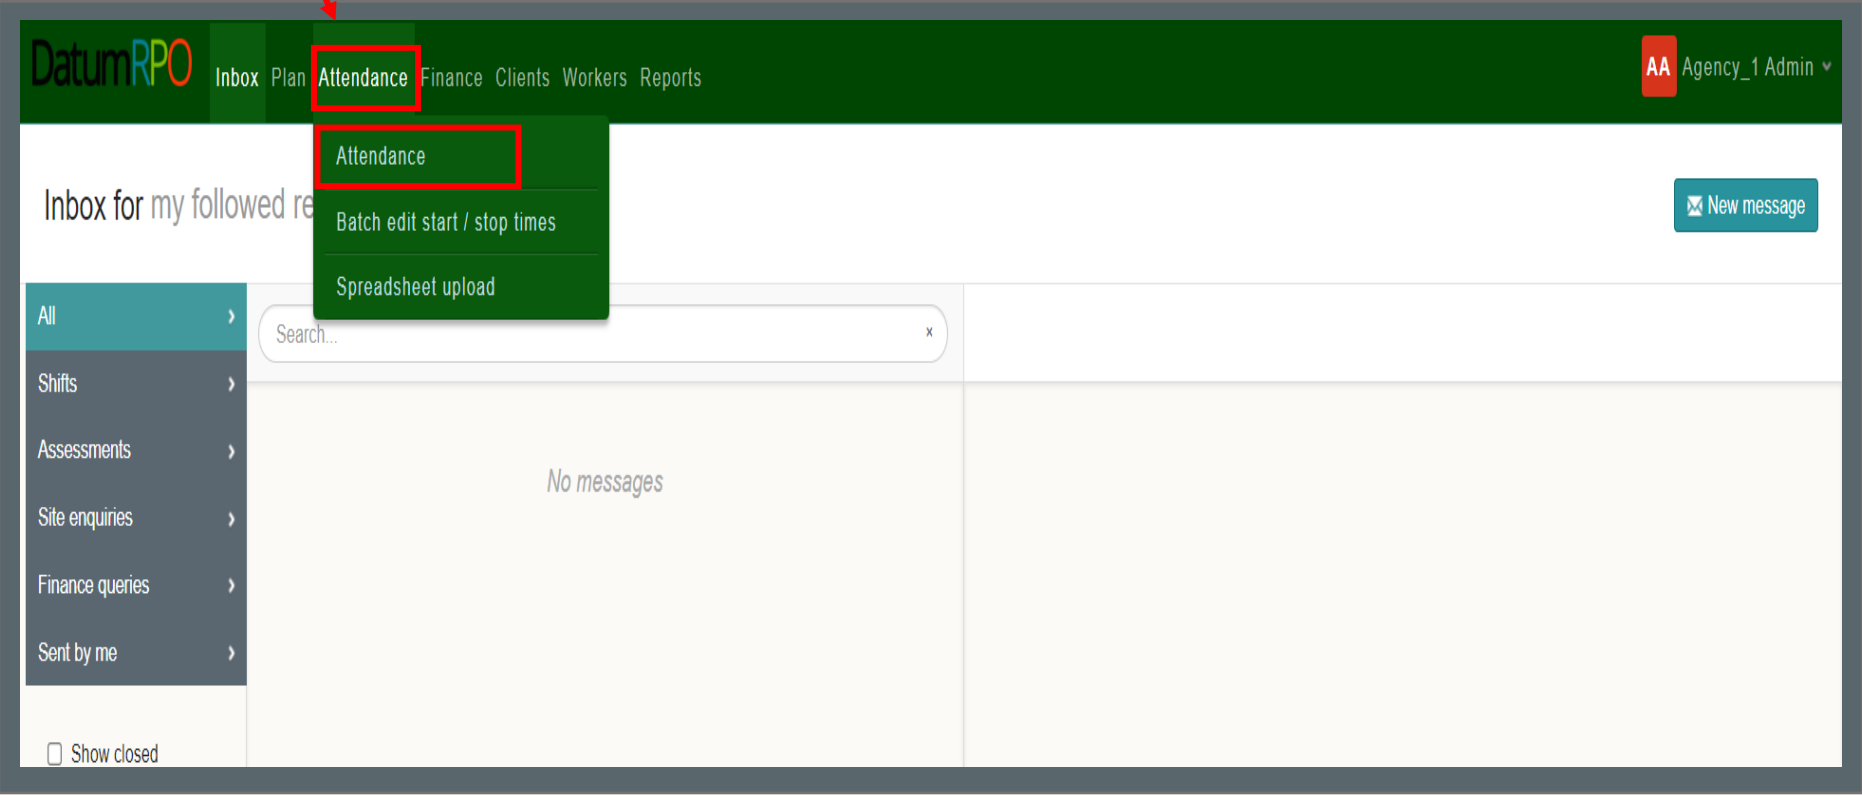 DatumRPO Inbox Plan Attendance Finance Clients Workers Reports AA Agency_1 Admin
Attendance
Batch edit start / stop times
Spreadsheet upload
Inbox for my followed re
New message
All
Shifts
Assessments
Site enquiries
Finance queries
Sent by me
Show closed
Search...
No messages